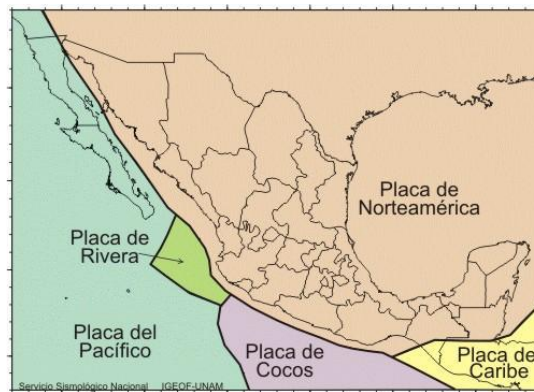 Placa de
Norteamérica
Placa de
Rivera
Placa del
Pacífico
Placa de
Cocos
Placa de
Caribe
Servicio Sismológico Nacional IGEOF-UNAM